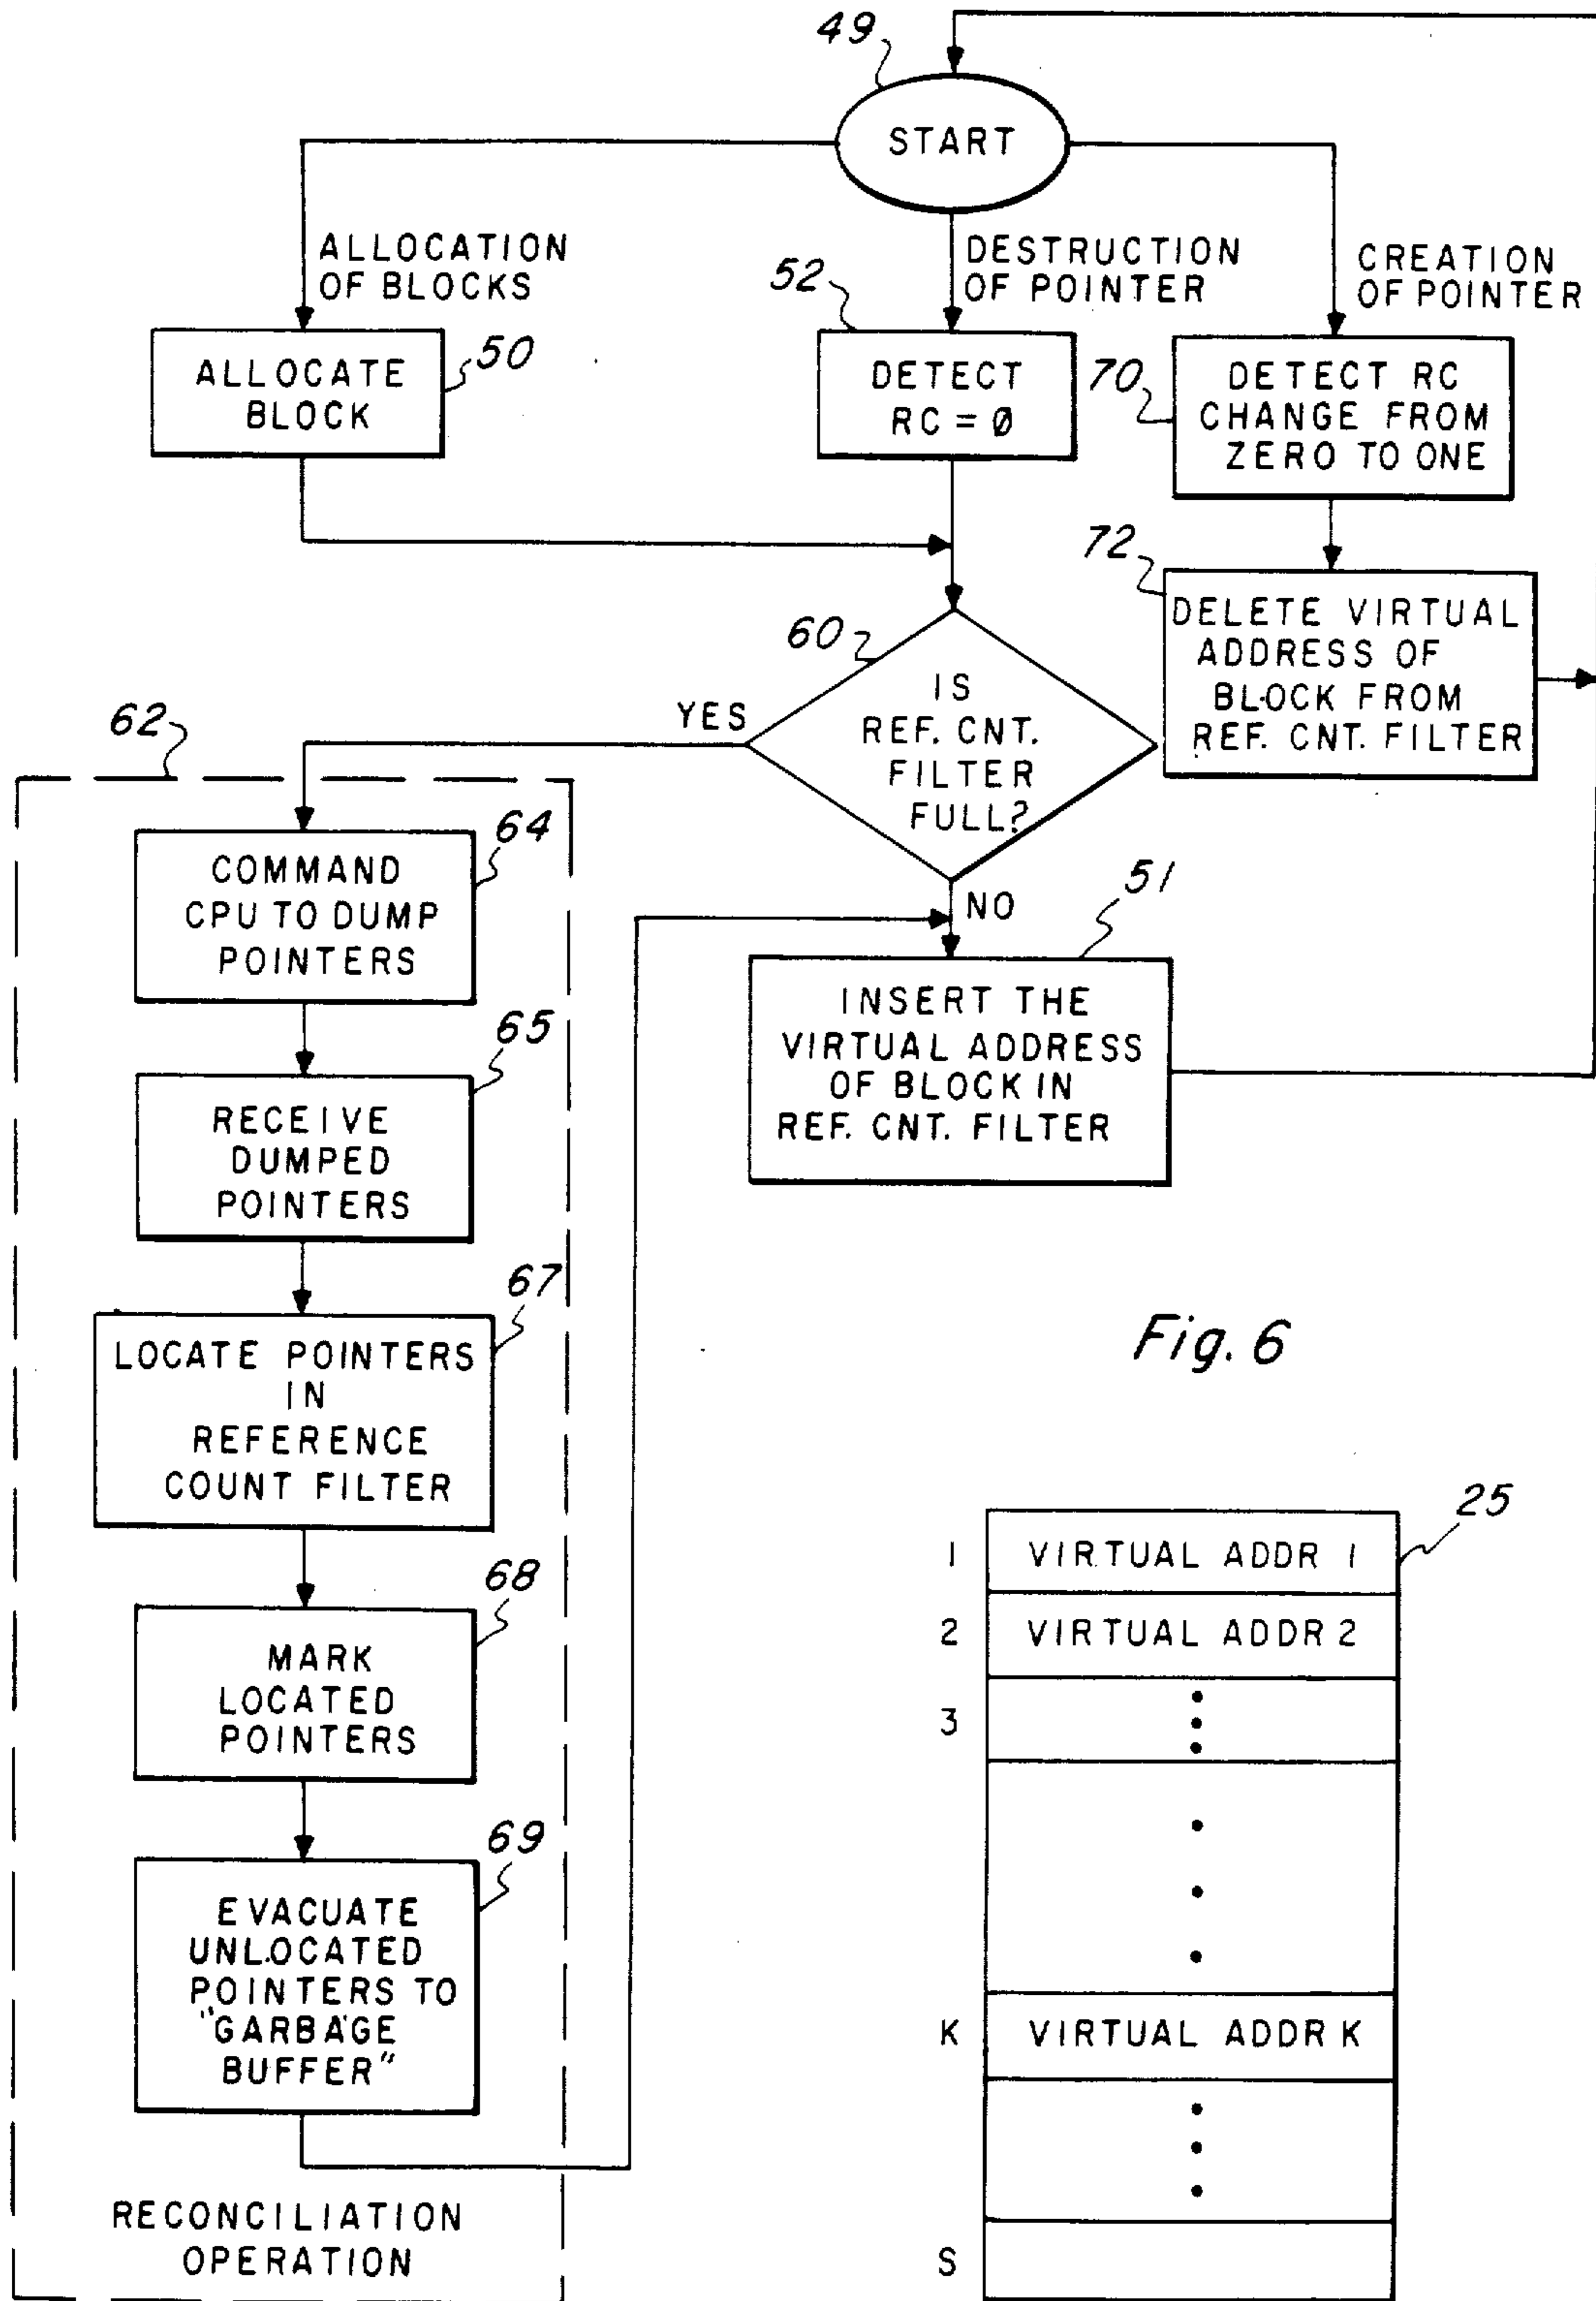 49
START
ALLOCATION
OF BLOCKS
DESTRUCTION
OF POINTER
CREATION
OF POINTER
50
ALLOCATE
BLOCK
52
DETECT
RC = Ø
70
DETECT RC
CHANGE FROM
ZERO TO ONE
72
DELETE VIRTUAL
ADDRESS OF
BLOCK FROM
REF. CNT. FILTER
60
IS
REF. CNT.
FILTER
FULL?
YES
NO
62
64
COMMAND
CPU TO DUMP
POINTERS
51
INSERT THE
VIRTUAL ADDRESS
OF BLOCK IN
REF. CNT. FILTER
65
RECEIVE
DUMPED
POINTERS
67
LOCATE POINTERS
IN
REFERENCE
COUNT FILTER
68
MARK
LOCATED
POINTERS
69
EVACUATE
UNLOCATED
POINTERS TO
"GARBAGE
BUFFER"
RECONCILIATION
OPERATION
Fig. 6
25
1 VIRTUAL ADDR 1
2 VIRTUAL ADDR 2
3
K VIRTUAL ADDR K
S